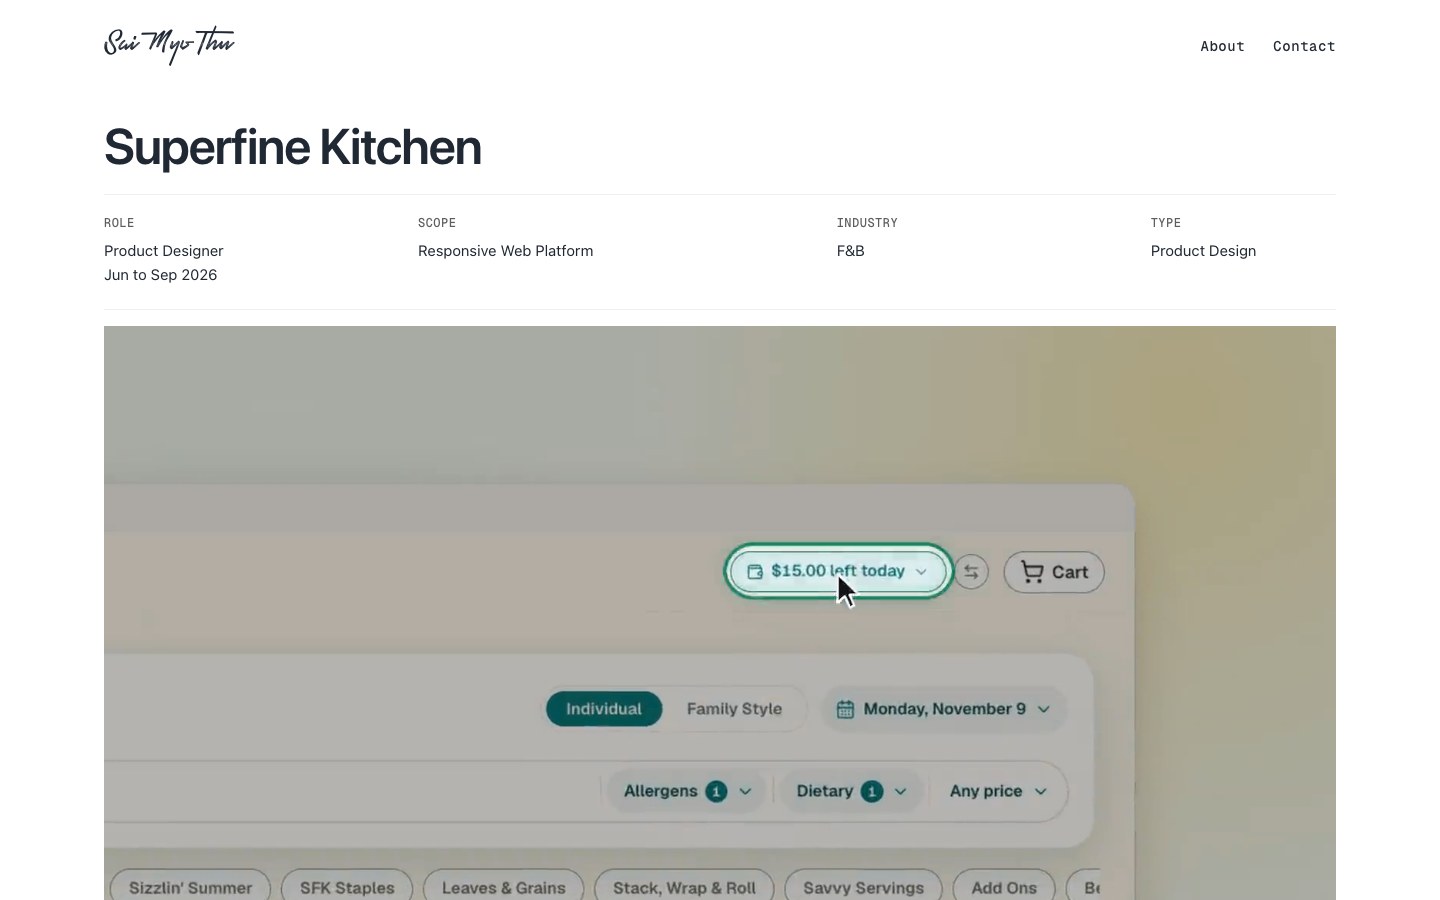 Sai Myo Thu
About Contact
Superfine Kitchen
ROLE
Product Designer
Jun to Sep 2026
SCOPE
Responsive Web Platform
INDUSTRY
F&B
TYPE
Product Design
$15.00 left today
Cart
Individual Family Style Monday, November 9
Allergens 1 Dietary 1 Any price
Sizzlin' Summer SFK Staples Leaves & Grains Stack, Wrap & Roll Savvy Servings Add Ons